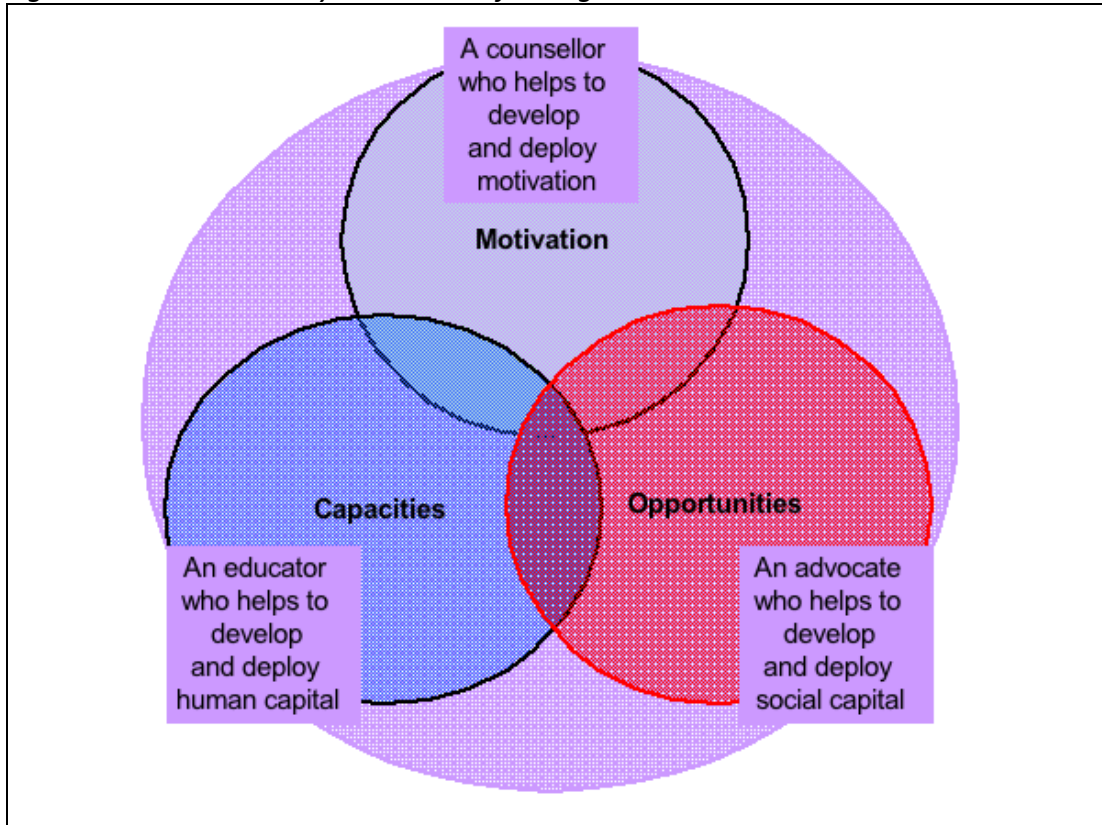 A counsellor
who helps to
develop
and deploy
motivation
Motivation
Capacities
Opportunities
An educator
who helps to
develop
and deploy
human capital
An advocate
who helps to
develop
and deploy
social capital